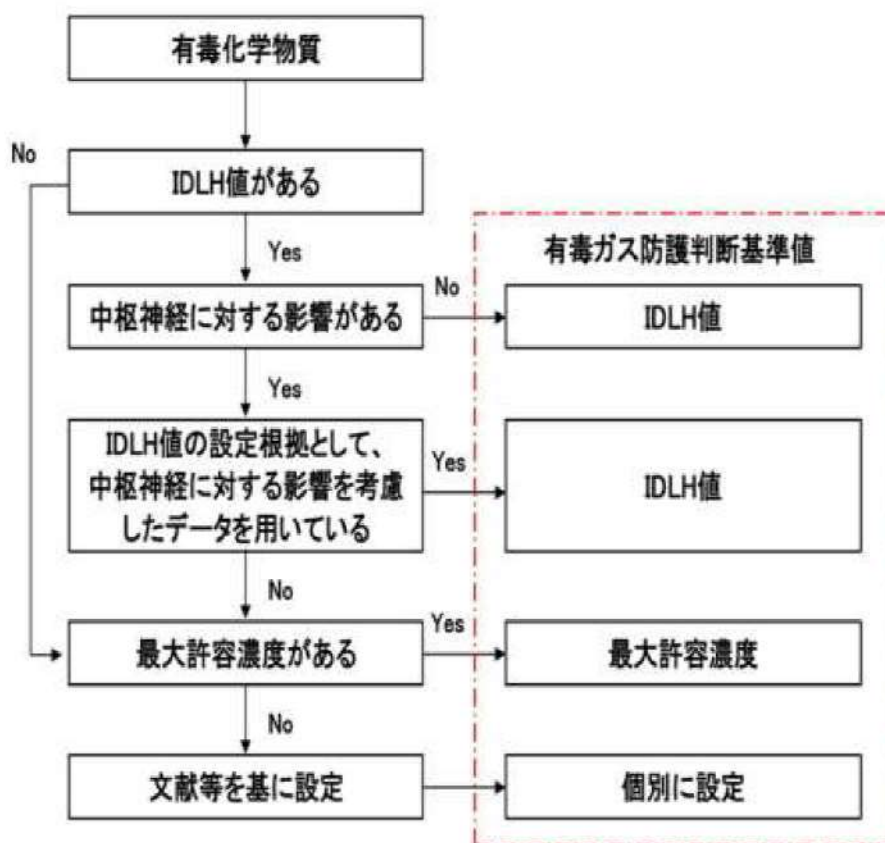 有毒化学物質
No
IDLH値がある
Yes
有毒ガス防護判断基準値
中枢神経に対する影響がある
No
IDLH値
Yes
IDLH値の設定根拠として、
中枢神経に対する影響を考慮
したデータを用いている
Yes
IDLH値
No
最大許容濃度がある
Yes
最大許容濃度
No
文献等を基に設定
個別に設定